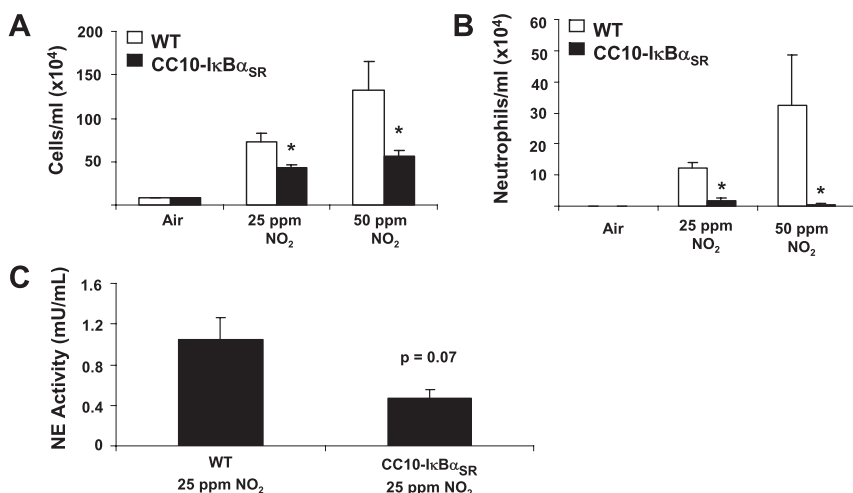 A
Cells/ml (x10⁴)
200
150
100
50
WT
CC10-IκBα_SR
*
*
Air
25 ppm
NO₂
50 ppm
NO₂
B
Neutrophils/ml (x10⁴)
60
50
40
30
20
10
WT
CC10-IκBα_SR
*
*
Air
25 ppm
NO₂
50 ppm
NO₂
C
NE Activity (mU/mL)
1.6
1.2
0.8
0.4
0
p = 0.07
WT
25 ppm NO₂
CC10-IκBα_SR
25 ppm NO₂